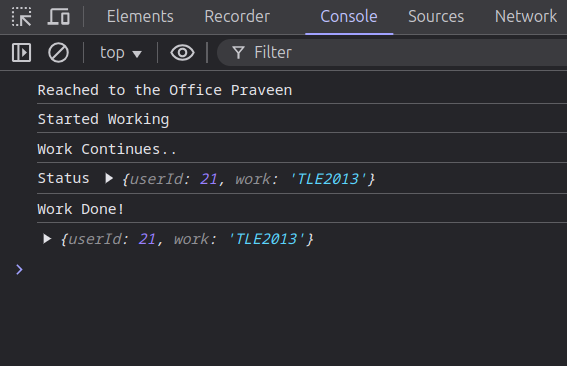 Elements Recorder Console Sources Network
top Filter
Reached to the Office Praveen
Started Working
Work Continues..
Status ▶ {userId: 21, work: 'TLE2013'}
Work Done!
▶ {userId: 21, work: 'TLE2013'}